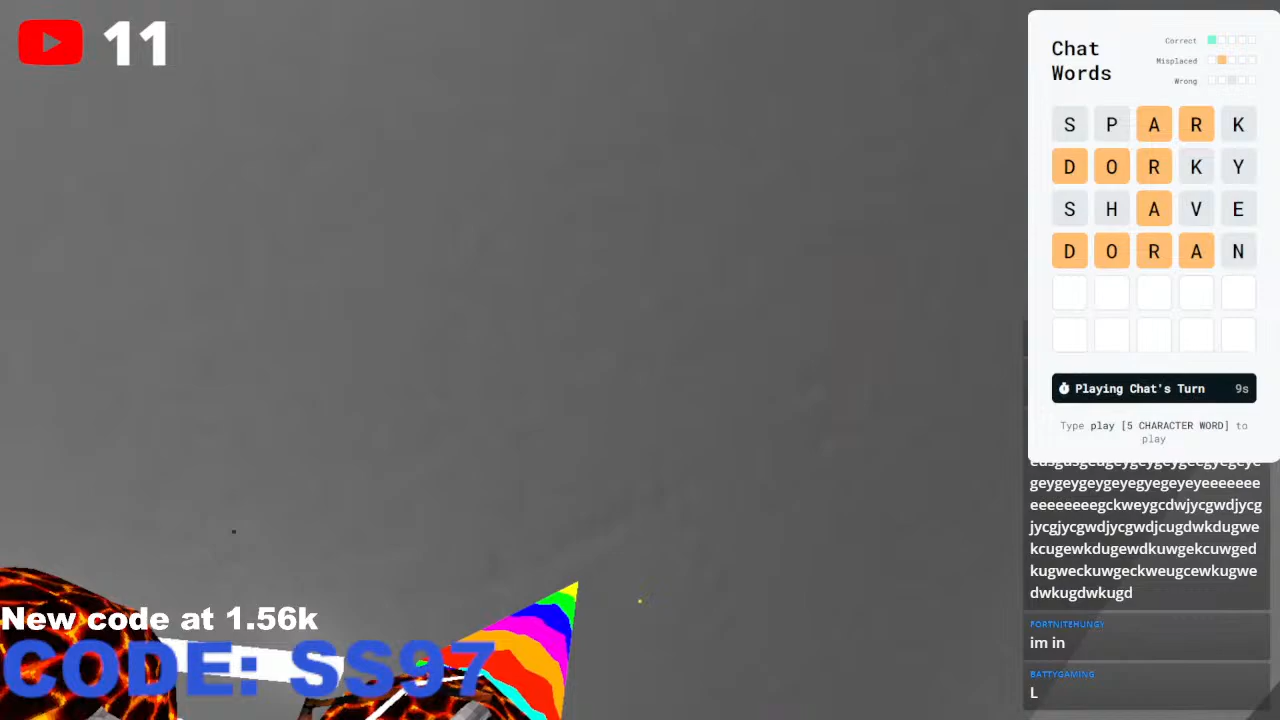 11
Chat
Words
Correct
Misplaced
Wrong
S P A R K
D O R K Y
S H A V E
D O R A N
Playing Chat's Turn 9s
Type play [5 CHARACTER WORD] to
play
geygeygeygeyegyegeyeyeeeeeee
eeeeeeeegckweygcdwjycgwdjycg
jycgjycgwdjycgwdjcugdwkdugwe
kcugewkdugewdkuwgekcuwged
kugweckuwgeckweugcewkugwe
dwkugdwkugd
FORTNITEHUNGY
im in
BATTYGAMING
L
New code at 1.56k
CODE: SS97